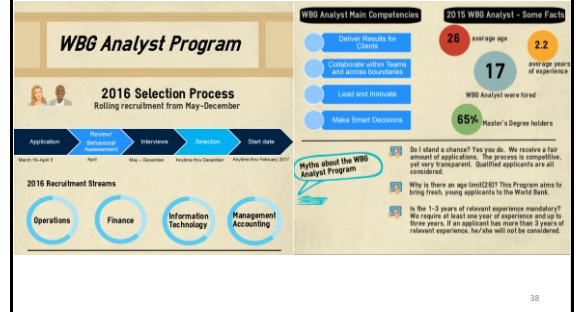 WBG Analyst Program
2016 Selection Process
Rolling recruitment from May-December
Application
Review/
Behavioral
Assessment
Interviews
Selection
Start date
March 16-April 5
April
May - December
Anytime thru December
Anytime thru February 2017
2016 Recruitment Streams
Operations
Finance
Information
Technology
Management
Accounting
WBG Analyst Main Competencies
Deliver Results for
Clients
Collaborate within Teams
and across boundaries
Lead and Innovate
Make Smart Decisions
2015 WBG Analyst - Some Facts
26
average age
2.2
average years
of experience
17
WBG Analyst were hired
65%
Master's Degree holders
Myths about the WBG
Analyst Program
Do I stand a chance? Yes you do. We receive a fair
amount of applications. The process is competitive,
yet very transparent. Qualified applicants are all
considered.
Why is there an age limit(28)? This Program aims to
bring fresh, young applicants to the World Bank.
Is the 1-3 years of relevant experience mandatory?
We require at least one year of experience and up to
three years. If an applicant has more than 3 years of
relevant experience, he/she will not be considered.
38